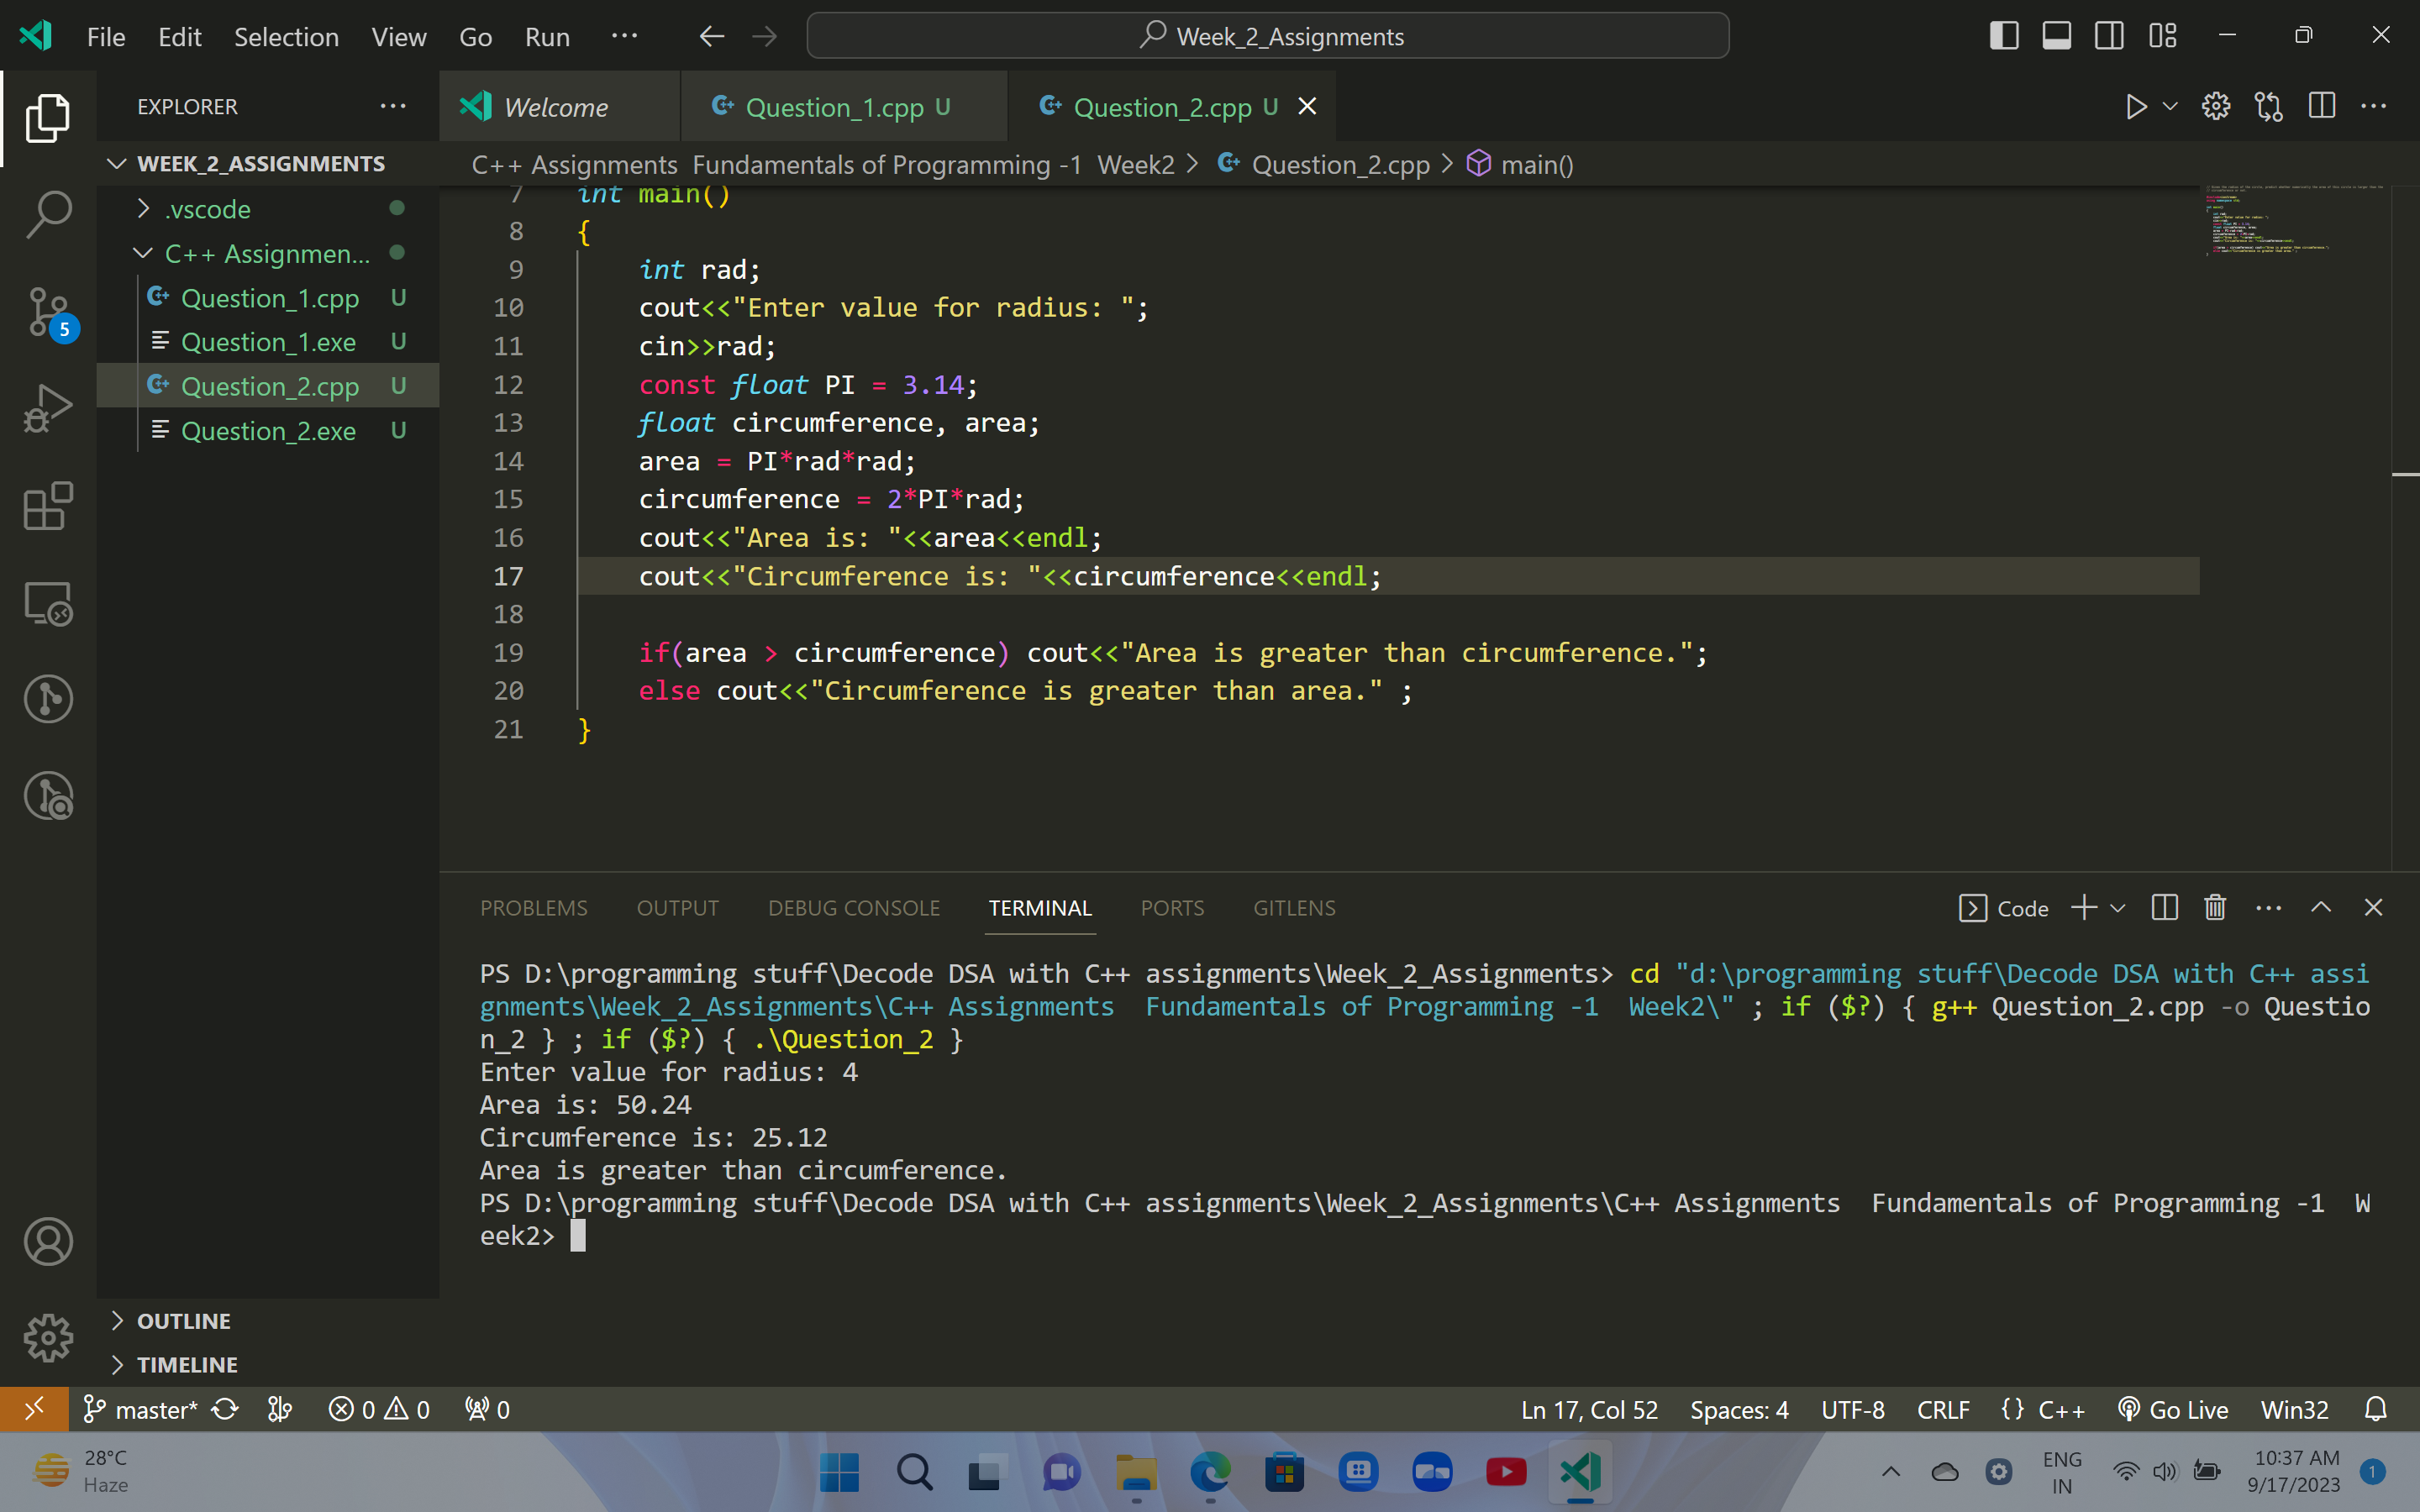 File Edit Selection View Go Run ··· Week_2_Assignments
EXPLORER ···
Welcome Question_1.cpp U Question_2.cpp U
WEEK_2_ASSIGNMENTS
C++ Assignments Fundamentals of Programming -1 Week2 > Question_2.cpp > main()
.vscode
C++ Assignmen...
Question_1.cpp U
Question_1.exe U
Question_2.cpp U
Question_2.exe U
5
7 int main()
8 {
9 int rad;
10 cout<<"Enter value for radius: ";
11 cin>>rad;
12 const float PI = 3.14;
13 float circumference, area;
14 area = PI*rad*rad;
15 circumference = 2*PI*rad;
16 cout<<"Area is: "<<area<<endl;
17 cout<<"Circumference is: "<<circumference<<endl;
18
19 if(area > circumference) cout<<"Area is greater than circumference.";
20 else cout<<"Circumference is greater than area." ;
21 }
PROBLEMS OUTPUT DEBUG CONSOLE TERMINAL PORTS GITLENS Code
PS D:\programming stuff\Decode DSA with C++ assignments\Week_2_Assignments> cd "d:\programming stuff\Decode DSA with C++ assi
gnments\Week_2_Assignments\C++ Assignments  Fundamentals of Programming -1  Week2\" ; if ($?) { g++ Question_2.cpp -o Questio
n_2 } ; if ($?) { .\Question_2 }
Enter value for radius: 4
Area is: 50.24
Circumference is: 25.12
Area is greater than circumference.
PS D:\programming stuff\Decode DSA with C++ assignments\Week_2_Assignments\C++ Assignments  Fundamentals of Programming -1  W
eek2>
OUTLINE
TIMELINE
master* 0 0 0 Ln 17, Col 52 Spaces: 4 UTF-8 CRLF {} C++ Go Live Win32
28°C
Haze
ENG
IN
10:37 AM
9/17/2023
1